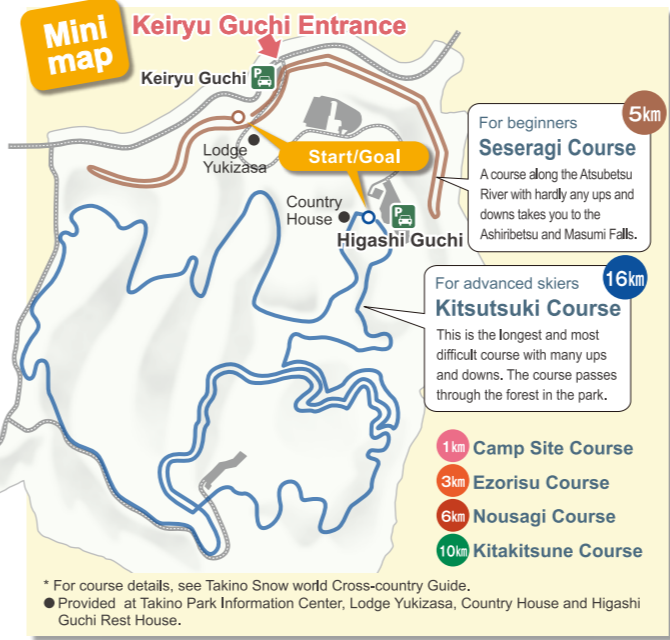 Mini
map
Keiryu Guchi Entrance
Keiryu Guchi
P
Lodge
Yukizasa
Start/Goal
Country
House
P
Higashi Guchi
5km
For beginners
Seseragi Course
A course along the Atsubetsu
River with hardly any ups and
downs takes you to the
Ashiribetsu and Masumi Falls.
16km
For advanced skiers
Kitsutsuki Course
This is the longest and most
difficult course with many ups
and downs. The course passes
through the forest in the park.
1km Camp Site Course
3km Ezorisu Course
6km Nousagi Course
10km Kitakitsune Course
* For course details, see Takino Snow world Cross-country Guide.
● Provided at Takino Park Information Center, Lodge Yukizasa, Country House and Higashi
Guchi Rest House.